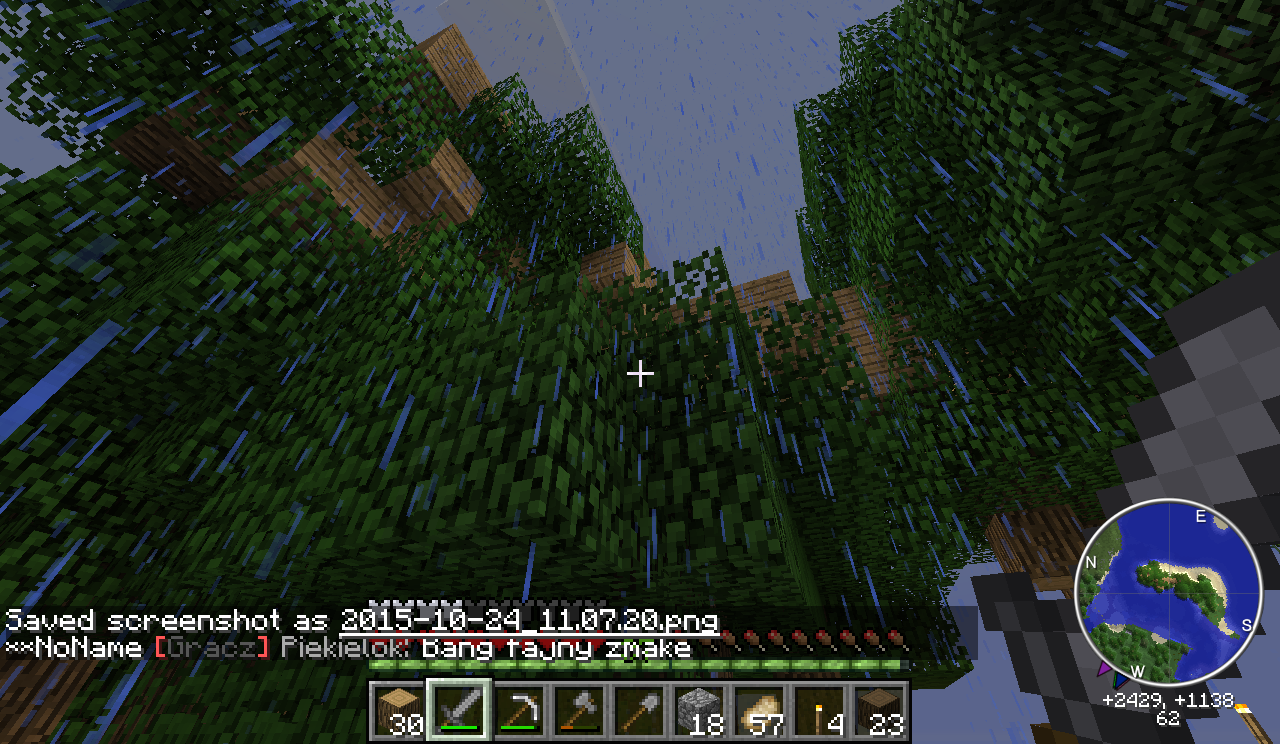 Saved screenshot as 2015-10-24_11.07.20.png
**NoName [Gracz] Piekielok: bang fajny zmake
30
18
57
4
23
E
N
S
W
+2429, +1138
62